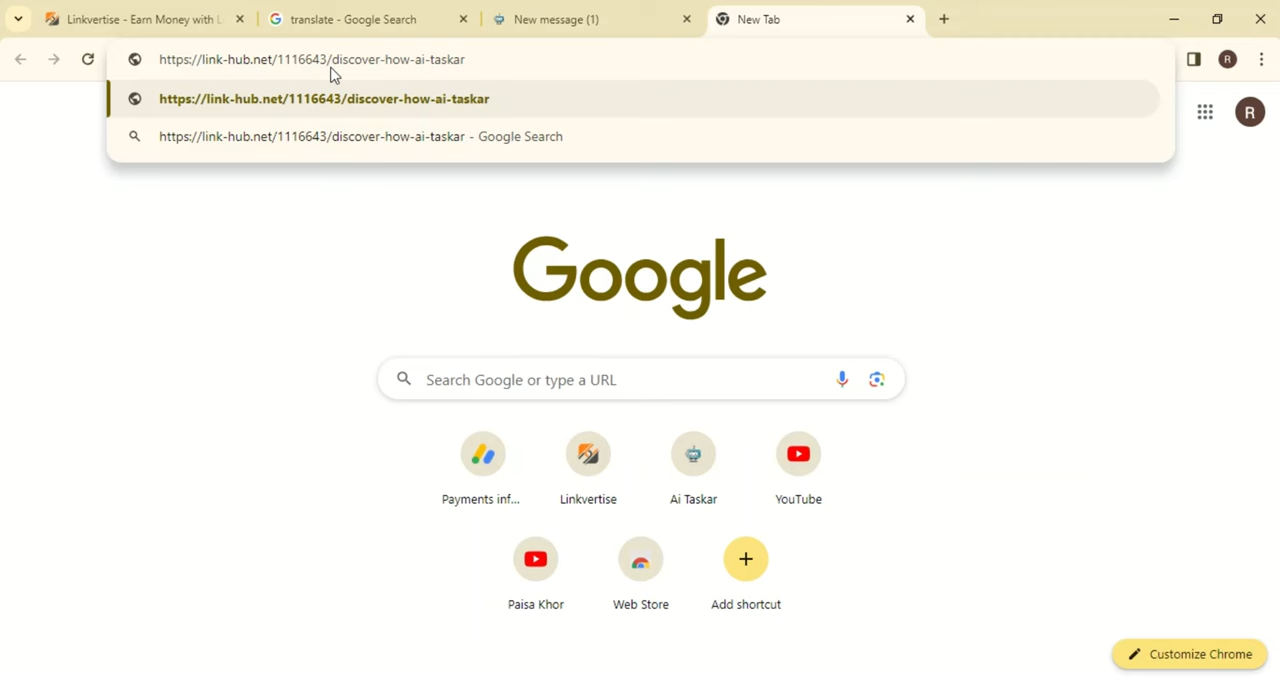 Linkvertise - Earn Money with L
translate - Google Search
New message (1)
New Tab
https://link-hub.net/1116643/discover-how-ai-taskar
R
https://link-hub.net/1116643/discover-how-ai-taskar
https://link-hub.net/1116643/discover-how-ai-taskar - Google Search
R
Google
Search Google or type a URL
Payments inf...
Linkvertise
Ai Taskar
YouTube
Paisa Khor
Web Store
Add shortcut
Customize Chrome